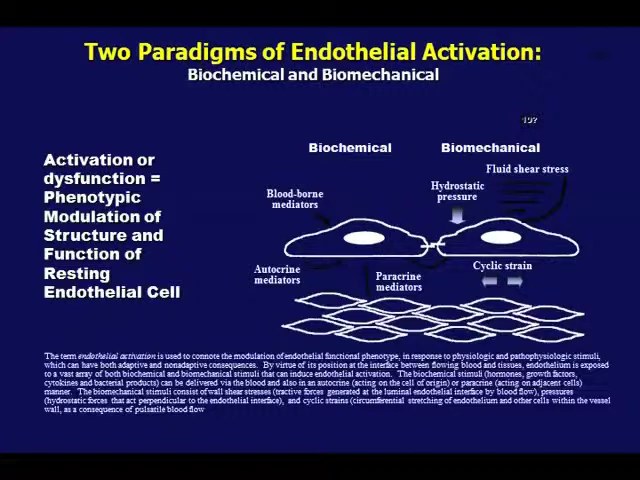 Two Paradigms of Endothelial Activation:
Biochemical and Biomechanical
Biochemical
Biomechanical
Fluid shear stress
Hydrostatic
pressure
Blood-borne
mediators
Activation or
dysfunction =
Phenotypic
Modulation of
Structure and
Function of
Resting
Endothelial Cell
Autocrine
mediators
Paracrine
mediators
Cyclic strain
The term endothelial activation is used to connote the modulation of endothelial functional phenotype, in response to physiologic and pathophysiologic stimuli,
which can have both adaptive and nonadaptive consequences. By virtue of its position at the interface between flowing blood and tissues, endothelium is exposed
to a vast array of both biochemical and biomechanical stimuli that can induce endothelial activation. The biochemical stimuli (hormones, growth factors,
cytokines and bacterial products) can be delivered via the blood and also in an autocrine (acting on the cell of origin) or paracrine (acting on adjacent cells)
manner. The biomechanical stimuli consist of wall shear stresses (tractive forces generated at the luminal endothelial interface by blood flow), pressures
(hydrostatic forces that act perpendicular to the endothelial interface), and cyclic strains (circumferential stretching of endothelium and other cells within the vessel
wall, as a consequence of pulsatile blood flow